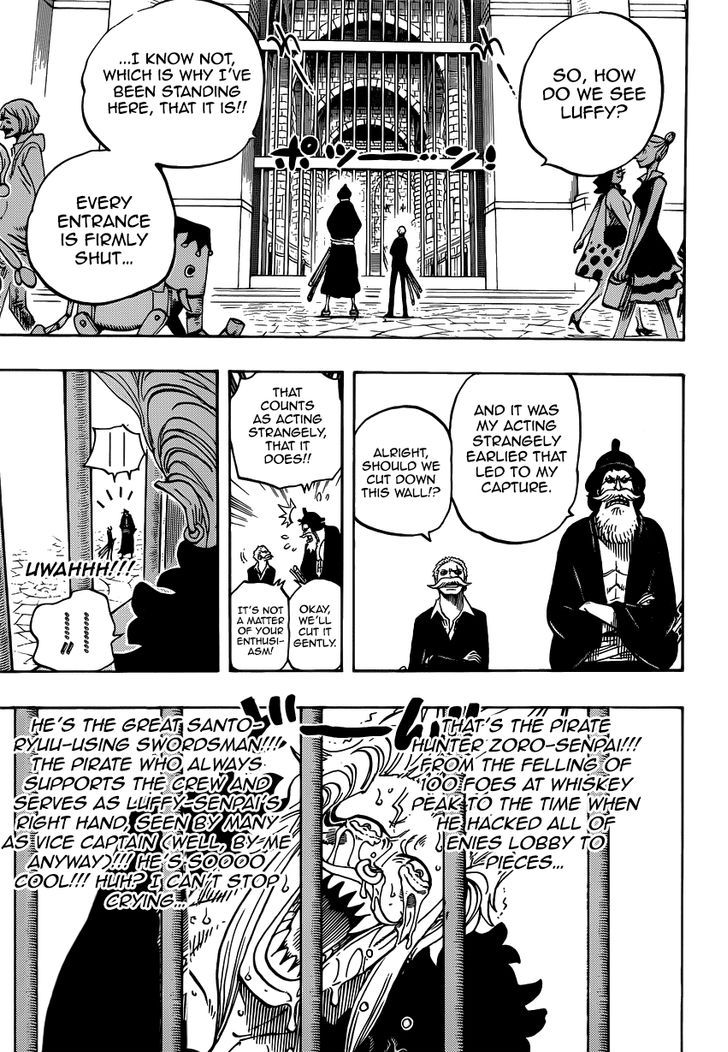 SO, HOW
DO WE SEE
LUFFY?
...I KNOW NOT,
WHICH IS WHY I'VE
BEEN STANDING
HERE, THAT IT IS!!
EVERY
ENTRANCE
IS FIRMLY
SHUT...
ポツーーン!
AND IT WAS
MY ACTING
STRANGELY
EARLIER THAT
LED TO MY
CAPTURE.
ALRIGHT,
SHOULD WE
CUT DOWN
THIS WALL!?
THAT
COUNTS
AS ACTING
STRANGELY,
THAT IT
DOES!!
OKAY,
WE'LL
CUT IT
GENTLY.
IT'S NOT
A MATTER
OF YOUR
ENTHUSI-
ASM!
UWAHHH!!!
THAT'S THE PIRATE
HUNTER ZORO-SENPAI!!!
FROM THE FELLING OF
100 FOES AT WHISKEY
PEAK TO THE TIME WHEN
HE HACKED ALL OF
ENIES LOBBY TO
PIECES...
HE'S THE GREAT SANTO-
RYUU-USING SWORDSMAN!!!
THE PIRATE WHO ALWAYS
SUPPORTS THE CREW AND
SERVES AS LUFFY-SENPAI'S
RIGHT HAND, SEEN BY MANY
AS VICE CAPTAIN (WELL, BY ME
ANYWAY)!!! HE'S SOOOO
COOL!!! HUH? I CAN'T STOP
CRYING...